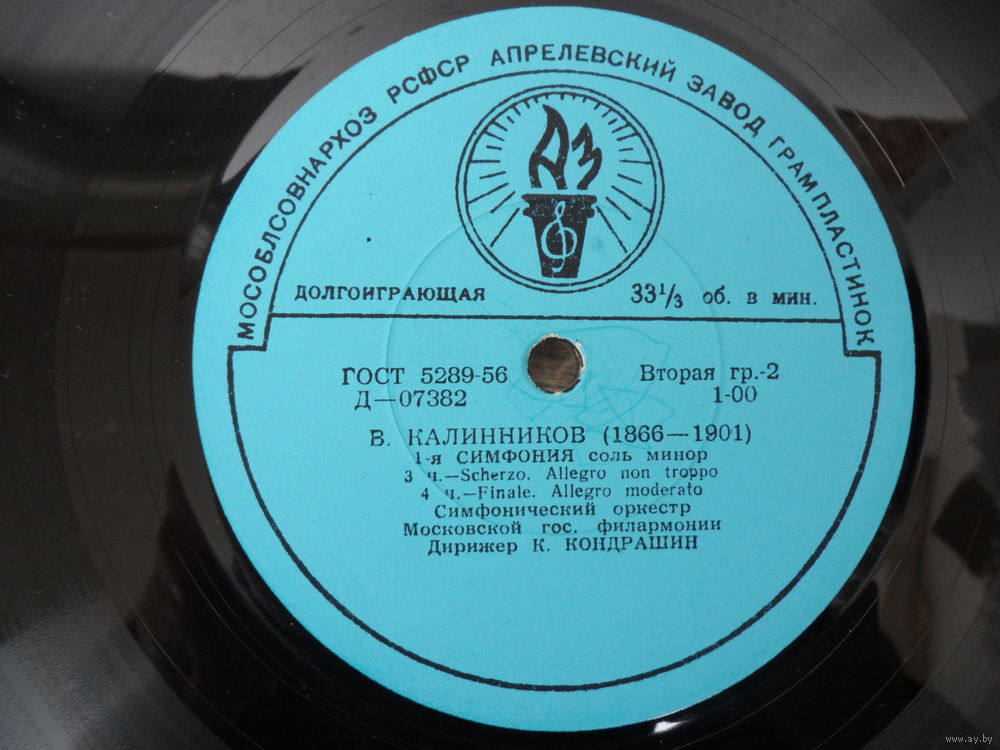 МОСОБЛСОВНАРХОЗ РСФСР АПРЕЛЕВСКИЙ ЗАВОД ГРАМПЛАСТИНОК
АЗ
ДОЛГОИГРАЮЩАЯ 33⅓ об. в мин.
ГОСТ 5289-56 Вторая гр.-2
Д—07382 1-00
В. КАЛИННИКОВ (1866—1901)
1-я СИМФОНИЯ соль минор
3 ч.—Scherzo. Allegro non troppo
4 ч.—Finale. Allegro moderato
Симфонический оркестр
Московской гос. филармонии
Дирижер К. КОНДРАШИН
www.ay.by